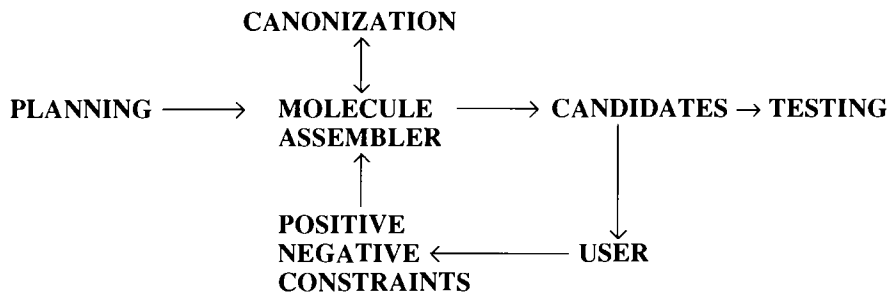 CANONIZATION
PLANNING MOLECULE CANDIDATES TESTING
ASSEMBLER
POSITIVE
NEGATIVE USER
CONSTRAINTS